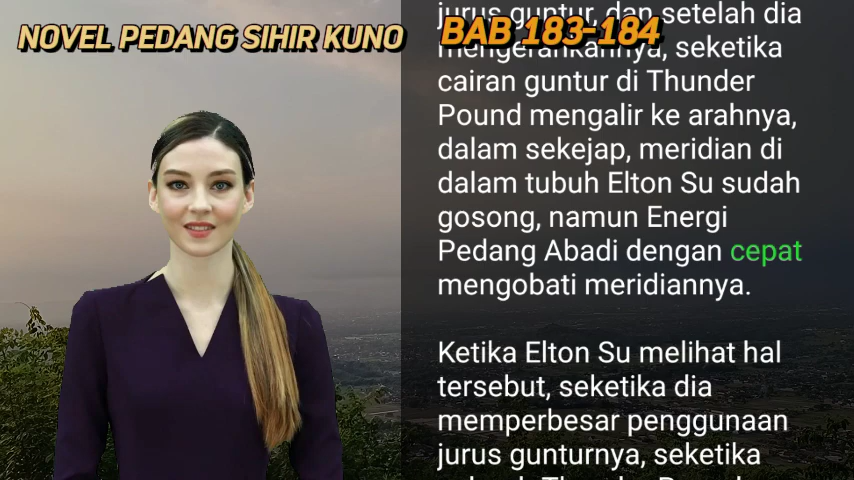 NOVEL PEDANG SIHIR KUNO
BAB 183-184
jurus guntur, dan setelah dia
mengerahkannya, seketika
cairan guntur di Thunder
Pound mengalir ke arahnya,
dalam sekejap, meridian di
dalam tubuh Elton Su sudah
gosong, namun Energi
Pedang Abadi dengan cepat
mengobati meridiannya.
Ketika Elton Su melihat hal
tersebut, seketika dia
memperbesar penggunaan
jurus gunturnya, seketika